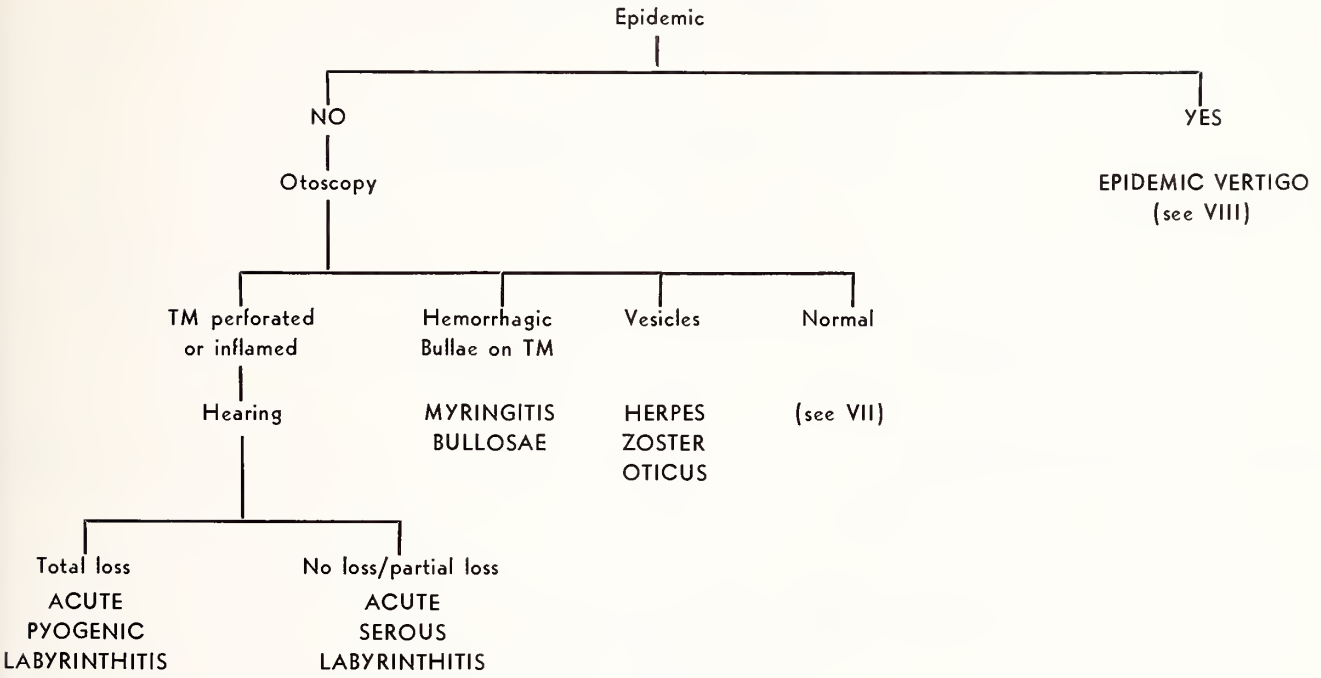 Epidemic
NO
YES
Otoscopy
EPIDEMIC VERTIGO
(see VIII)
TM perforated
or inflamed
Hemorrhagic
Bullae on TM
Vesicles
Normal
Hearing
MYRINGITIS
BULLOSAE
HERPES
ZOSTER
OTICUS
(see VII)
Total loss
ACUTE
PYOGENIC
LABYRINTHITIS
No loss/partial loss
ACUTE
SEROUS
LABYRINTHITIS